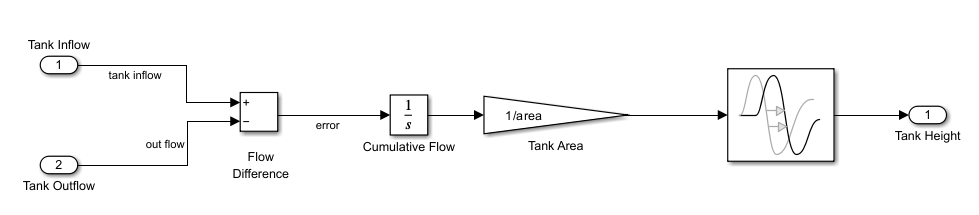 Tank Inflow
1
tank inflow
+
−
out flow
2
Tank Outflow
Flow
Difference
error
1
s
Cumulative Flow
1/area
Tank Area
1
Tank Height